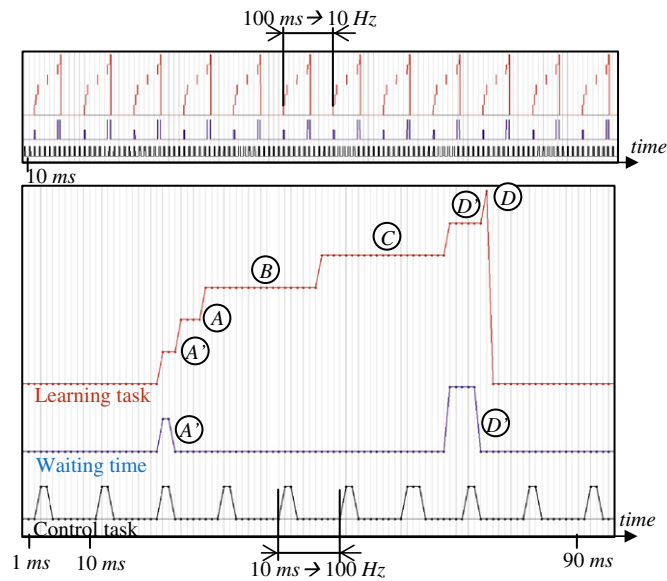 100 ms → 10 Hz
time
10 ms
D' D
C
B
A
A'
Learning task
A' D'
Waiting time
Control task
time
1 ms 10 ms 10 ms → 100 Hz 90 ms